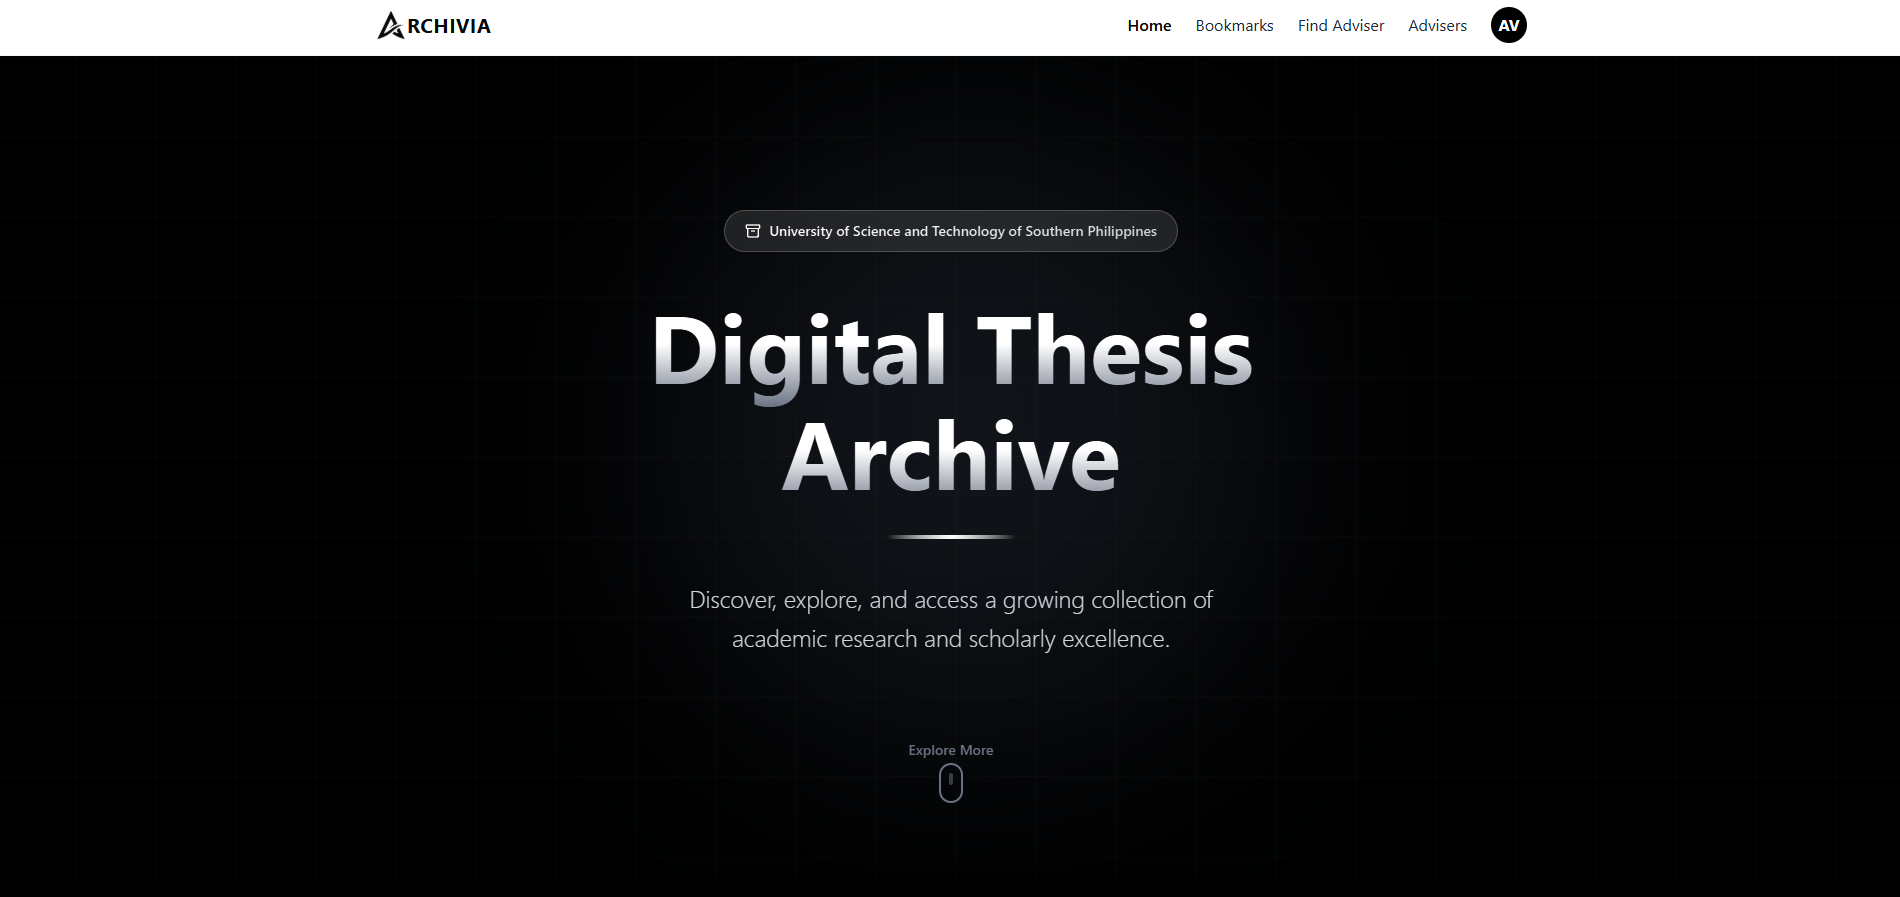 ARCHIVIA
Home Bookmarks Find Adviser Advisers AV
University of Science and Technology of Southern Philippines
Digital Thesis
Archive
Discover, explore, and access a growing collection of
academic research and scholarly excellence.
Explore More